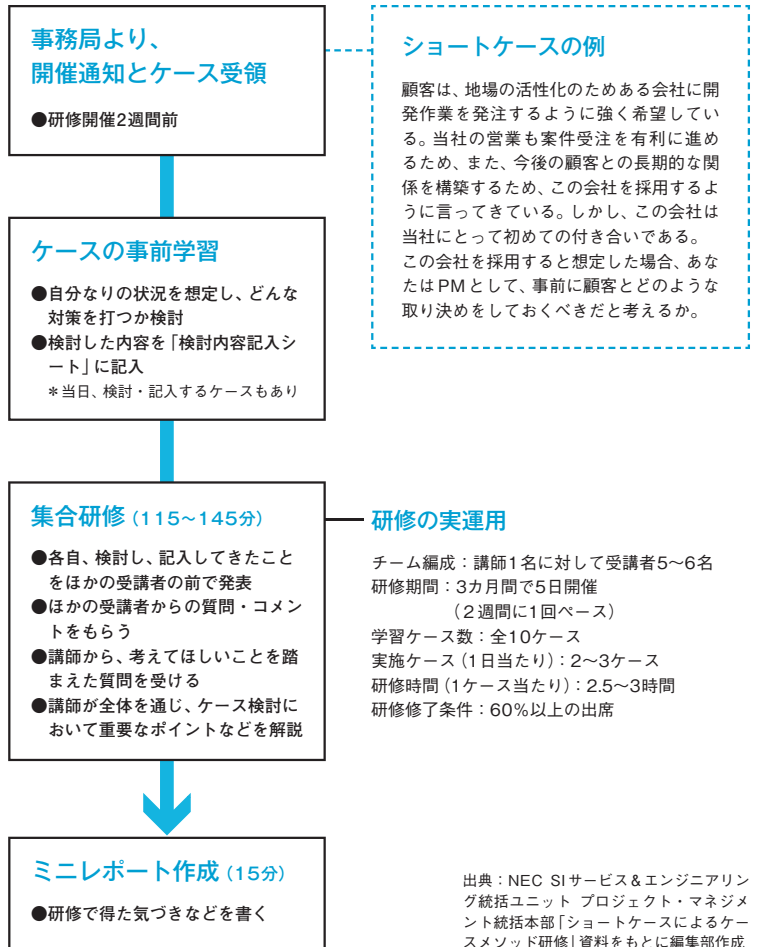 事務局より、
開催通知とケース受領
●研修開催2週間前
ショートケースの例
顧客は、地場の活性化のためある会社に開
発作業を発注するように強く希望してい
る。当社の営業も案件受注を有利に進め
るため、また、今後の顧客との長期的な関
係を構築するため、この会社を採用するよ
うに言ってきている。しかし、この会社は
当社にとって初めての付き合いである。
この会社を採用すると想定した場合、あな
たはPMとして、事前に顧客とどのような
取り決めをしておくべきだと考えるか。
ケースの事前学習
●自分なりの状況を想定し、どんな
対策を打つか検討
●検討した内容を「検討内容記入シ
ート」に記入
＊当日、検討・記入するケースもあり
集合研修（115～145分）
●各自、検討し、記入してきたこと
をほかの受講者の前で発表
●ほかの受講者からの質問・コメン
トをもらう
●講師から、考えてほしいことを踏
まえた質問を受ける
●講師が全体を通じ、ケース検討に
おいて重要なポイントなどを解説
研修の実運用
チーム編成：講師1名に対して受講者5～6名
研修期間：3カ月間で5日開催
（2週間に1回ペース）
学習ケース数：全10ケース
実施ケース（1日当たり）：2～3ケース
研修時間（1ケース当たり）：2.5～3時間
研修修了条件：60%以上の出席
ミニレポート作成（15分）
●研修で得た気づきなどを書く
出典：NEC SIサービス&エンジニアリン
グ統括ユニット プロジェクト・マネジメ
ント統括本部「ショートケースによるケー
スメソッド研修」資料をもとに編集部作成